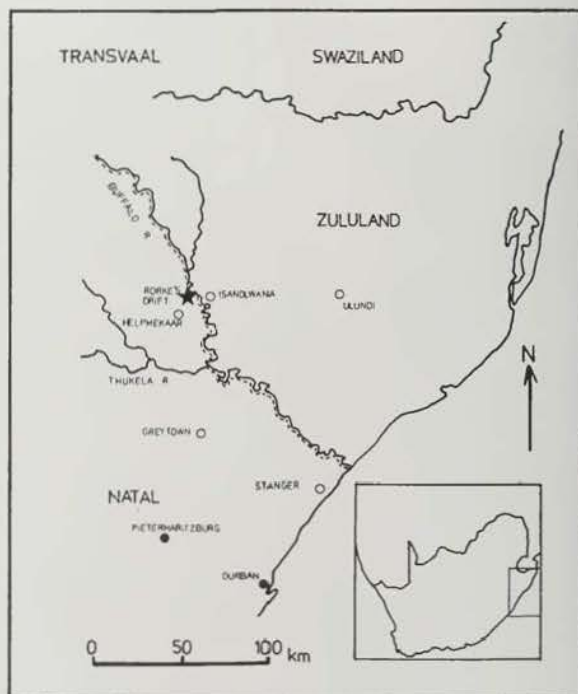 TRANSVAAL
SWAZILAND
BUFFALO R
ZULULAND
RORKE'S
DRIFT
ISANDLWANA
ULUNDI
HELPMEKAAR
THUKELA R
N
GREYTOWN
STANGER
NATAL
PIETERMARITZBURG
DURBAN
0 50 100 km